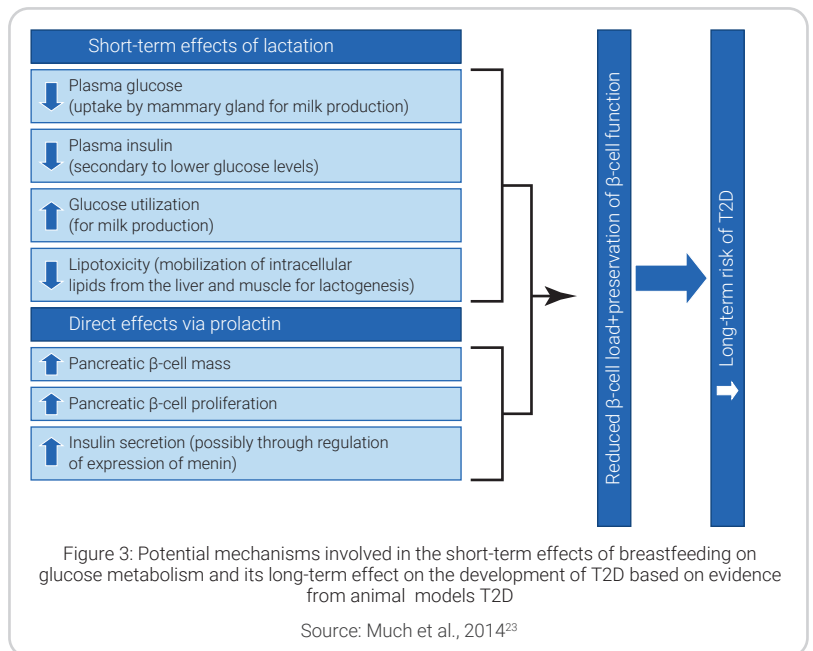 Short-term effects of lactation
Plasma glucose
(uptake by mammary gland for milk production)
Plasma insulin
(secondary to lower glucose levels)
Glucose utilization
(for milk production)
Lipotoxicity (mobilization of intracellular
lipids from the liver and muscle for lactogenesis)
Direct effects via prolactin
Pancreatic β-cell mass
Pancreatic β-cell proliferation
Insulin secretion (possibly through regulation
of expression of menin)
Reduced β-cell load+preservation of β-cell function
Long-term risk of T2D
Figure 3: Potential mechanisms involved in the short-term effects of breastfeeding on
glucose metabolism and its long-term effect on the development of T2D based on evidence
from animal models T2D
Source: Much et al., 2014²³